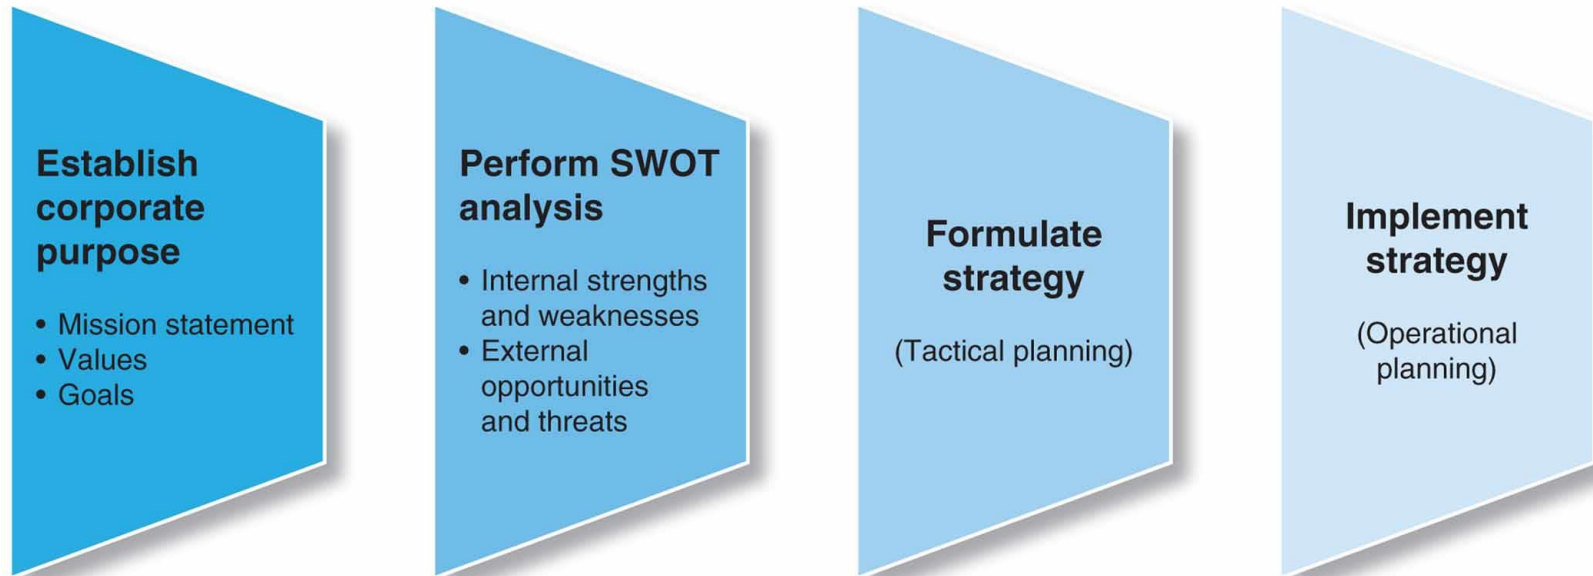 Establish
corporate
purpose
• Mission statement
• Values
• Goals
Perform SWOT
analysis
• Internal strengths
and weaknesses
• External
opportunities
and threats
Formulate
strategy
(Tactical planning)
Implement
strategy
(Operational
planning)